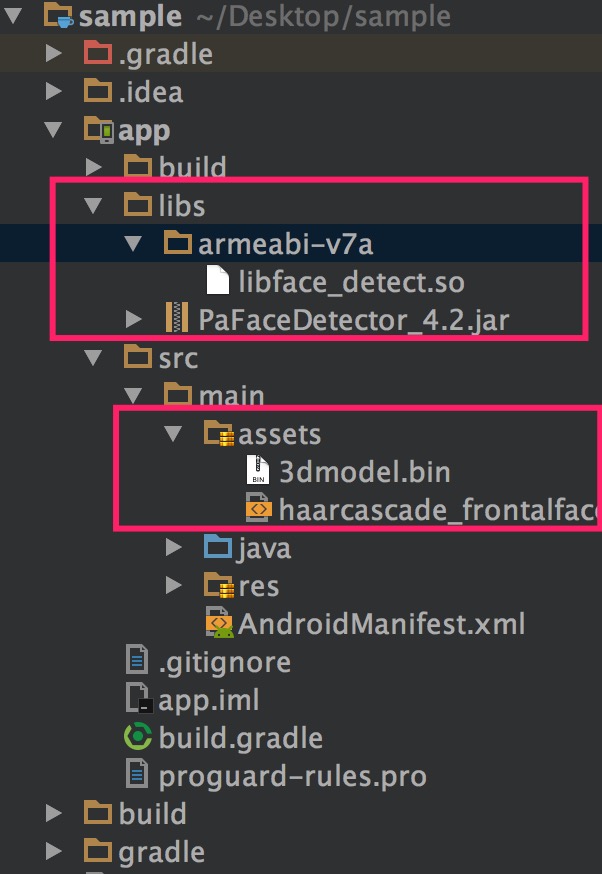 sample ~/Desktop/sample
.gradle
.idea
app
build
libs
armeabi-v7a
libface_detect.so
PaFaceDetector_4.2.jar
src
main
assets
BIN 3dmodel.bin
haarcascade_frontalface
java
res
AndroidManifest.xml
.gitignore
app.iml
build.gradle
proguard-rules.pro
build
gradle